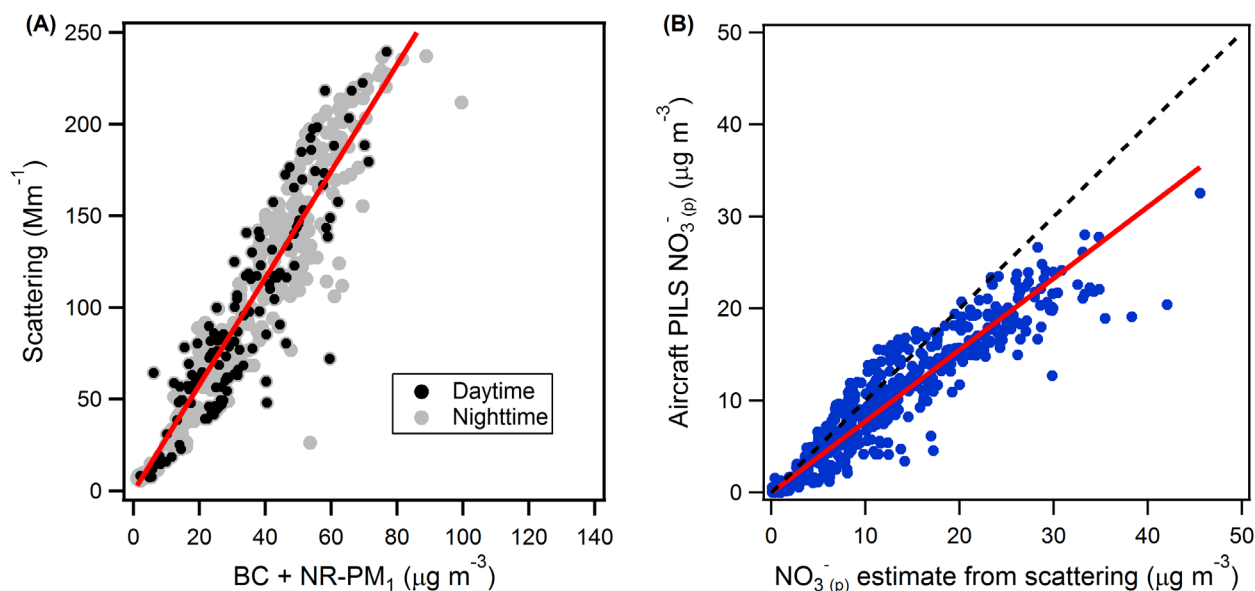 (A)
250
200
150
100
50
0
Scattering (Mm⁻¹)
Daytime
Nighttime
0 20 40 60 80 100 120 140
BC + NR-PM₁ (μg m⁻³)
(B)
50
40
30
20
10
0
Aircraft PILS NO₃⁻₍ₚ₎ (μg m⁻³)
0 10 20 30 40 50
NO₃⁻₍ₚ₎ estimate from scattering (μg m⁻³)